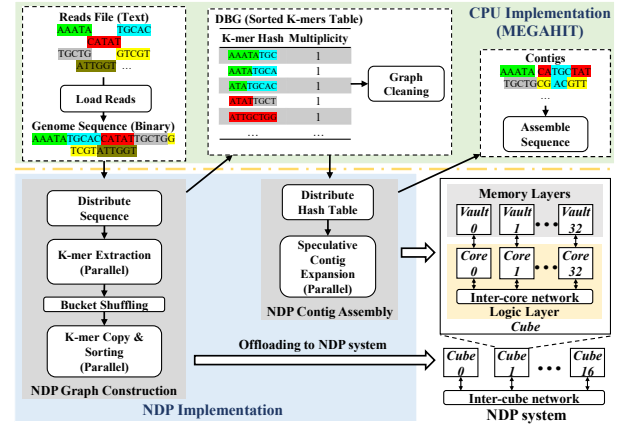 Reads File (Text)
AAATA TGCAC
CATAT
TGCTG GTCGT
ATTGGT ...
Load Reads
Genome Sequence (Binary)
AAATATGCACCATATTGCTGG
TCGTATTGGT
DBG (Sorted K-mers Table)
K-mer Hash Multiplicity
AAATATGC 1
AATATGCA 1
ATATGCAC 1
ATATTGCT 1
ATTGCTGG 1
... ...
Graph
Cleaning
CPU Implementation
(MEGAHIT)
Contigs
AAATA CATGCTAT
TGCTGCG ACGTT
...
Assemble
Sequence
Distribute
Sequence
K-mer Extraction
(Parallel)
Bucket Shuffling
K-mer Copy &
Sorting
(Parallel)
NDP Graph Construction
NDP Implementation
Distribute
Hash Table
Speculative
Contig
Expansion
(Parallel)
NDP Contig Assembly
Offloading to NDP system
Memory Layers
Vault 0 Vault 1 ••• Vault 32
Core 0 Core 1 ••• Core 32
Inter-core network
Logic Layer
Cube
Cube 0 Cube 1 ••• Cube 16
Inter-cube network
NDP system